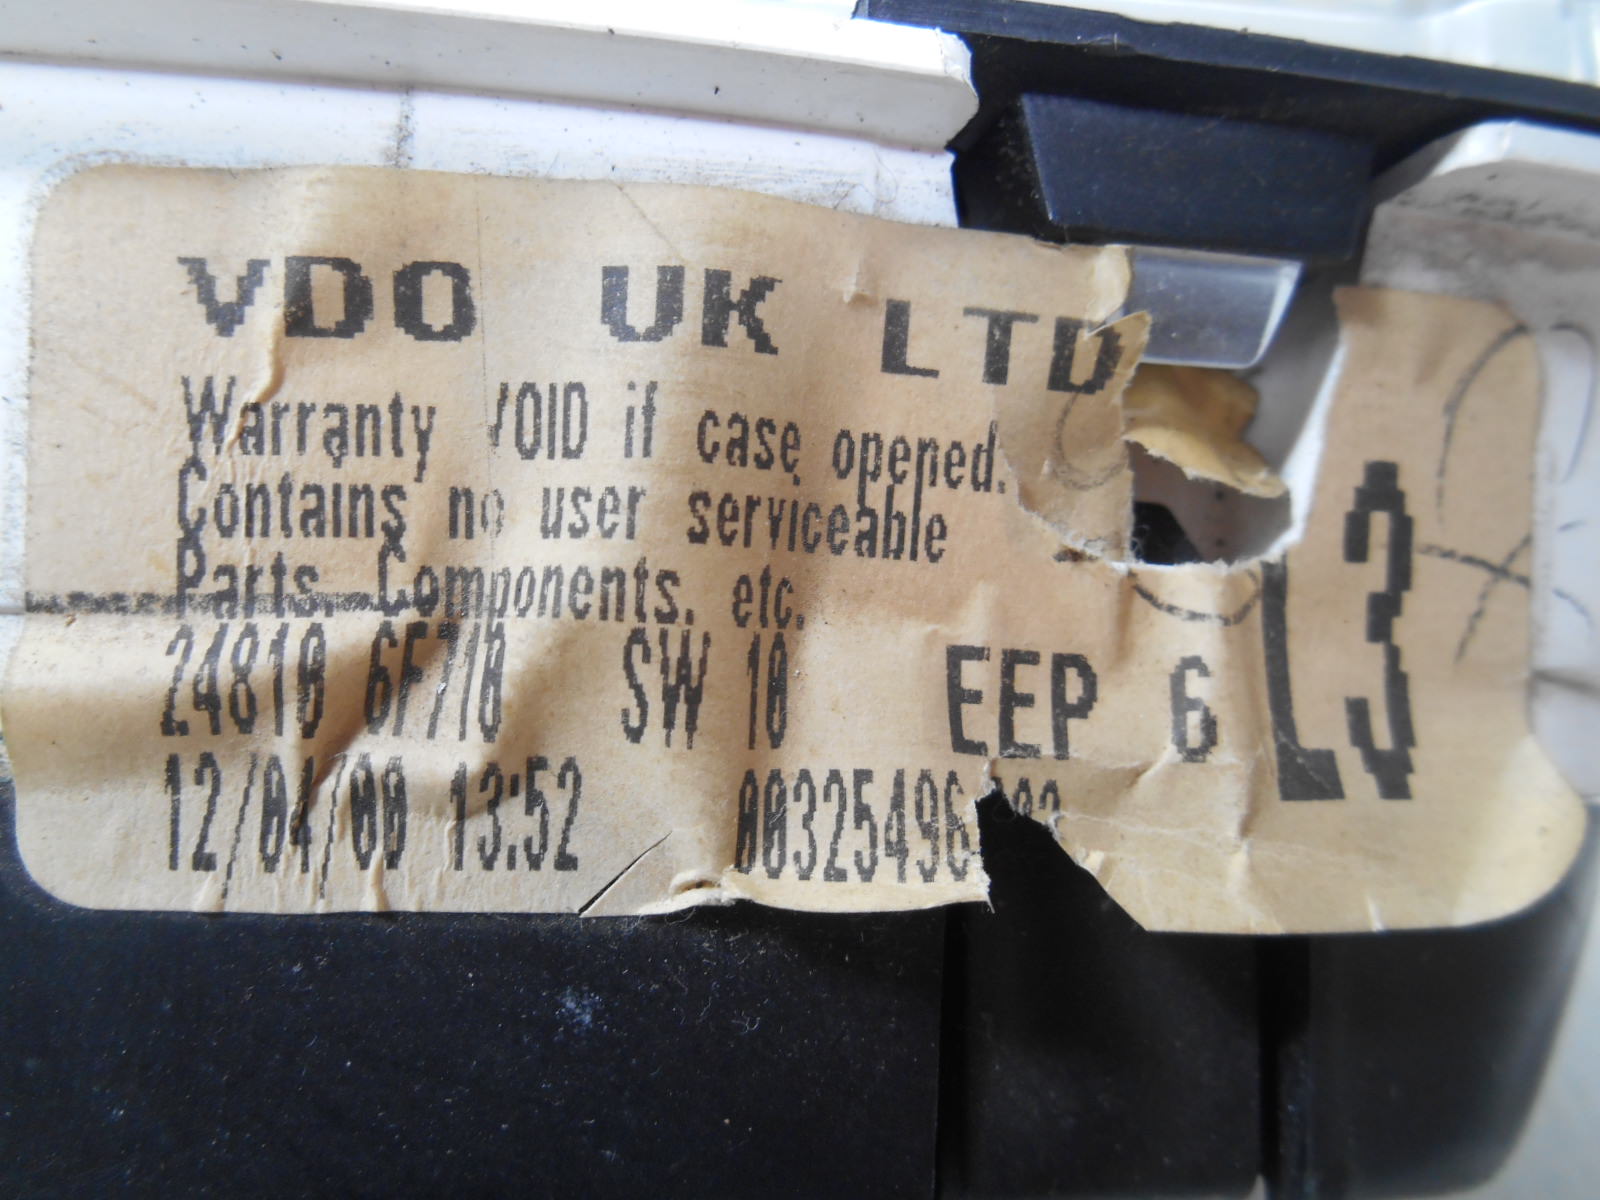 VDO UK LTD
Warranty VOID if case opened.
Contains no user serviceable
Parts. Components. etc.
24810 6F710 SW 10 EEP 6 L3
12/04/00 13:52 00325496